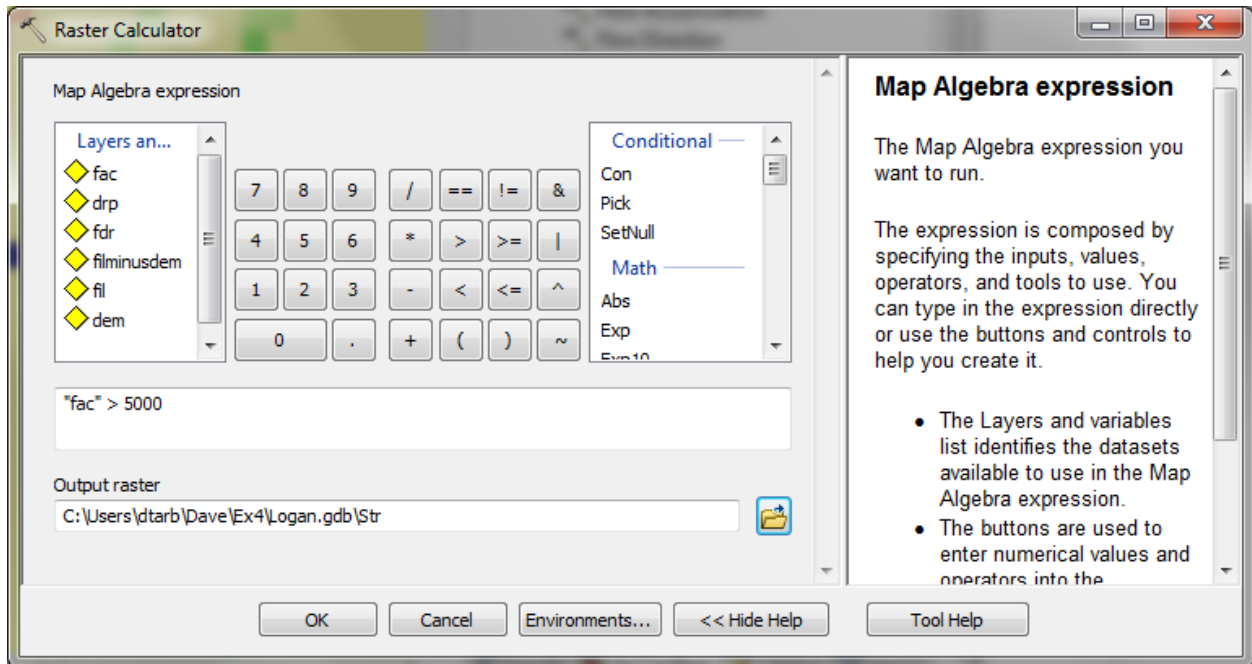 Raster Calculator
Map Algebra expression
Layers an...
fac
drp
fdr
filminusdem
fil
dem
7 8 9 / == != &
4 5 6 * > >= |
1 2 3 - < <= ^
0 . + ( ) ~
Conditional
Con
Pick
SetNull
Math
Abs
Exp
Exp10
"fac" > 5000
Output raster
C:\Users\dtarb\Dave\Ex4\Logan.gdb\Str
OK Cancel Environments... << Hide Help Tool Help
Map Algebra expression
The Map Algebra expression you
want to run.
The expression is composed by
specifying the inputs, values,
operators, and tools to use. You
can type in the expression directly
or use the buttons and controls to
help you create it.
• The Layers and variables
list identifies the datasets
available to use in the Map
Algebra expression.
• The buttons are used to
enter numerical values and
operators into the